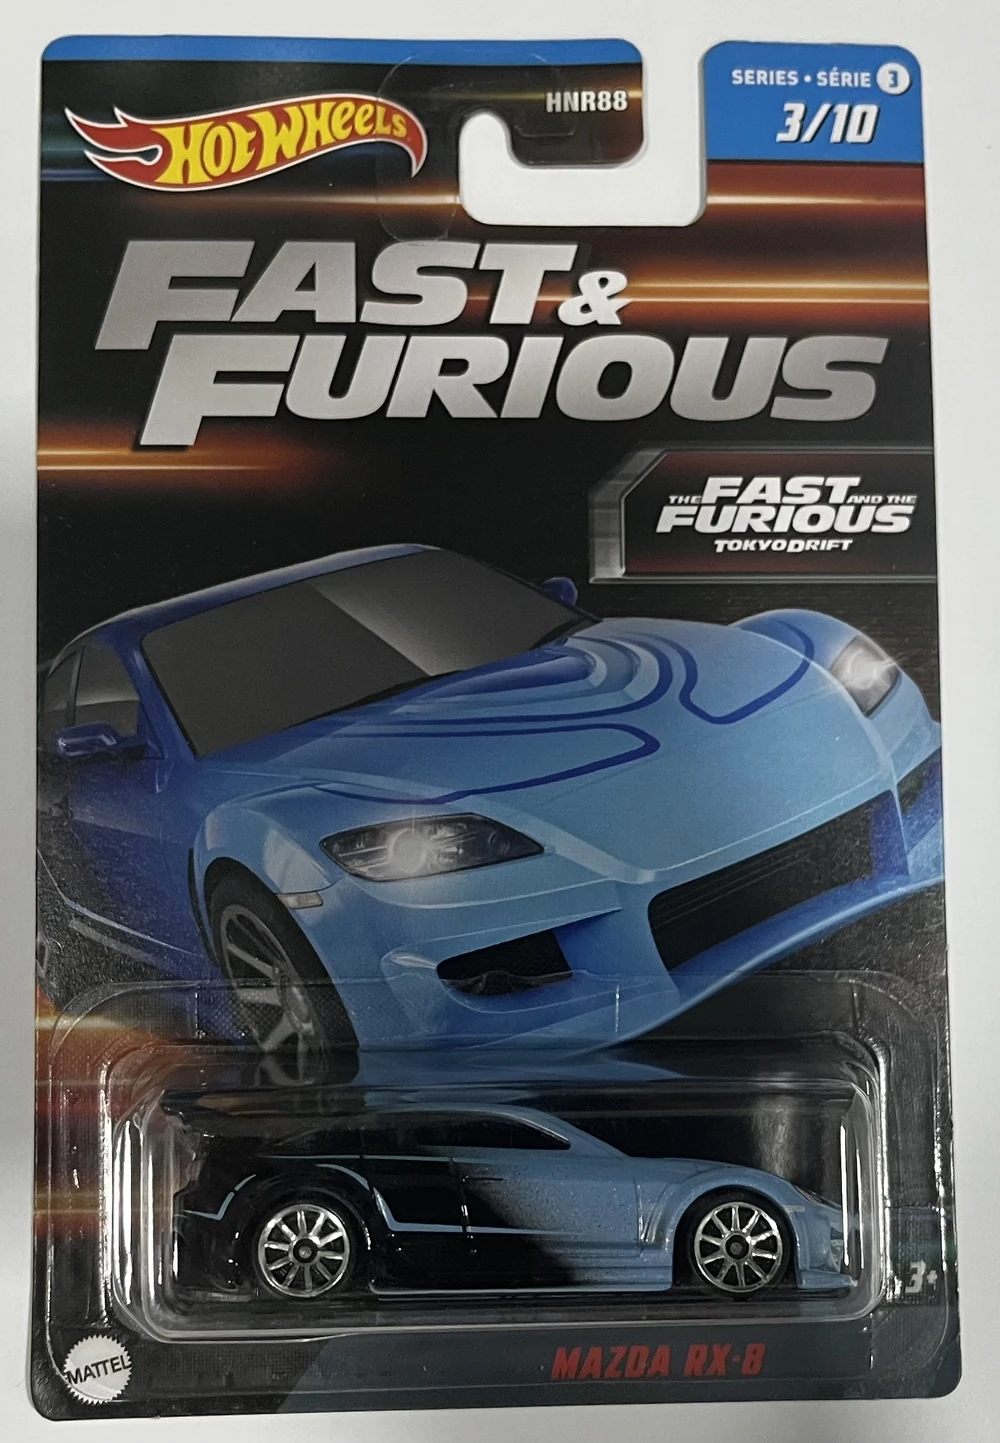 HOT WHEELS
HNR88
SERIES • SÉRIE 3
3/10
FAST &
FURIOUS
THE FAST AND THE
FURIOUS
TOKYO DRIFT
3+
MATTEL
MAZDA RX-8